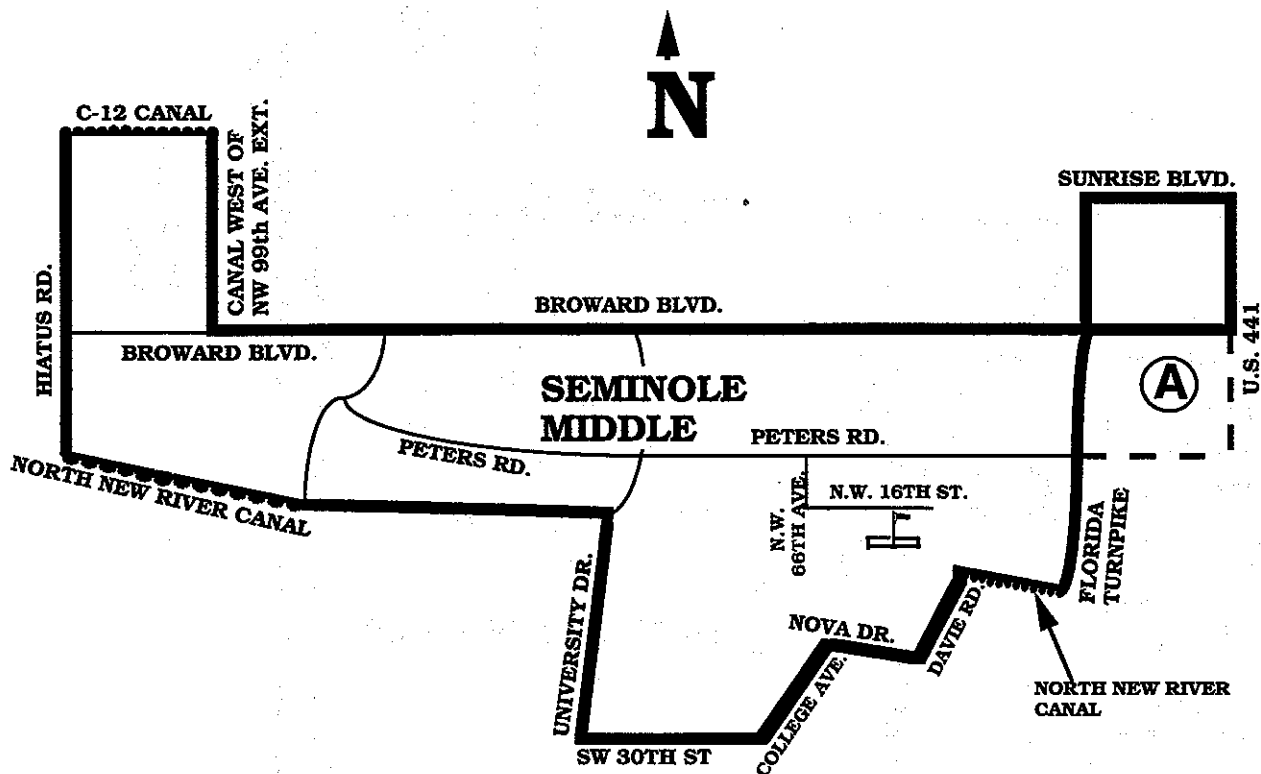 N
C-12 CANAL
CANAL WEST OF
NW 99th AVE. EXT.
SUNRISE BLVD.
HIATUS RD.
BROWARD BLVD.
BROWARD BLVD.
U.S. 441
A
SEMINOLE
MIDDLE
PETERS RD.
PETERS RD.
NORTH NEW RIVER CANAL
N.W.
66TH AVE.
N.W. 16TH ST.
FLORIDA
TURNPIKE
UNIVERSITY DR.
NOVA DR.
DAVIE RD.
COLLEGE AVE.
NORTH NEW RIVER
CANAL
SW 30TH ST